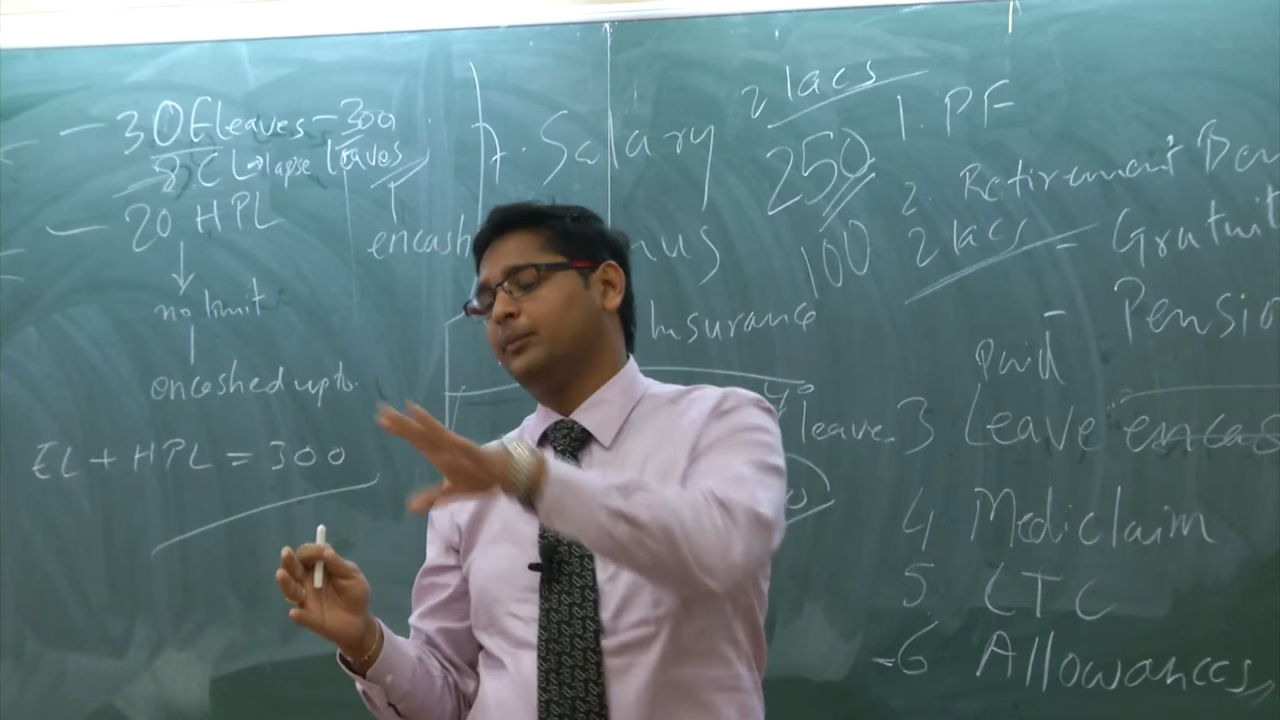 — 30 Eleaves – 300
8 CL → lapse leaves
— 20 HPL
encash
no limit
encashed upto
EL + HPL = 300
7. Salary
2 lacs
250
100
nus
Insurance
leave
1. PF
2. Retirement Ben
2 lacs – Gratuit
– Pensio
Paid
3 Leave encas
4. Mediclaim
5. LTC
6 Allowances